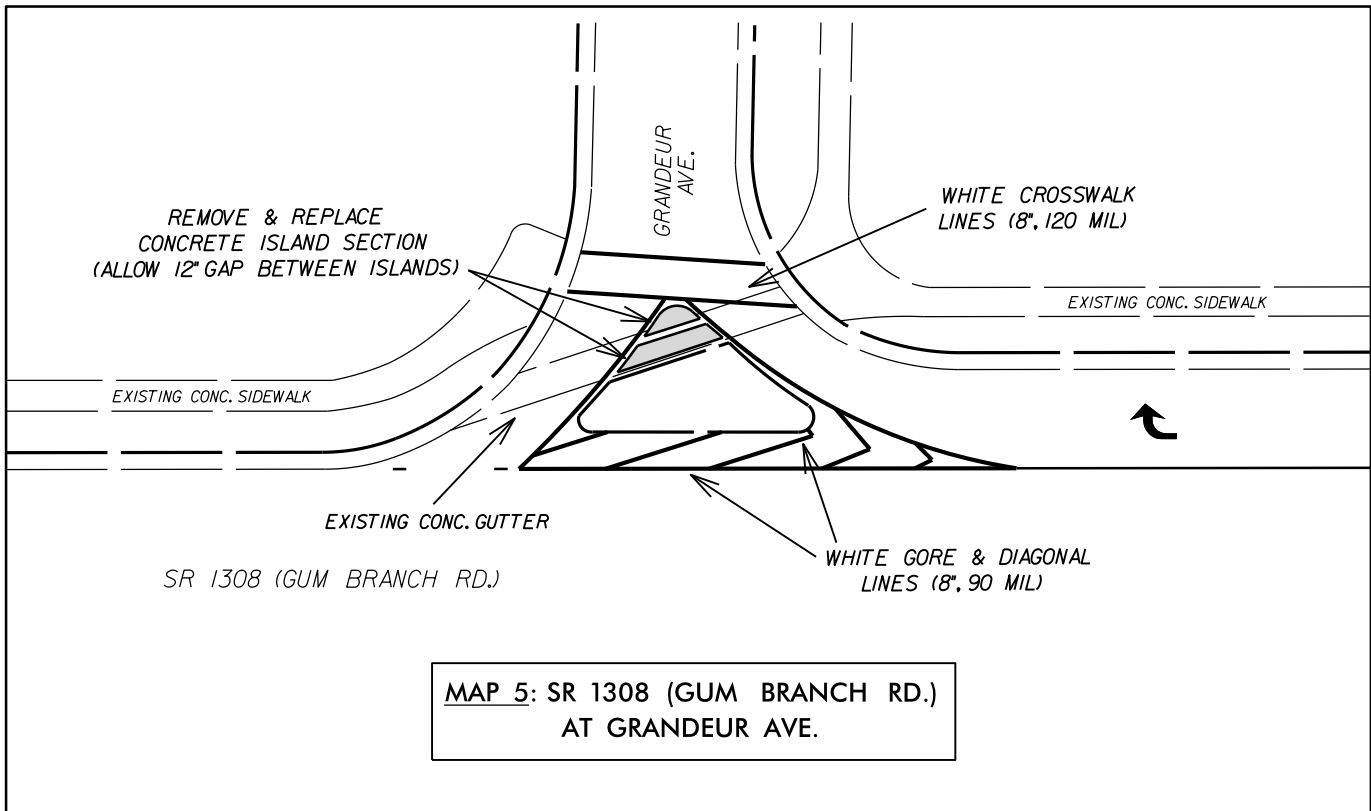 GRANDEUR
AVE.
REMOVE & REPLACE
CONCRETE ISLAND SECTION
(ALLOW 12" GAP BETWEEN ISLANDS)
WHITE CROSSWALK
LINES (8", 120 MIL)
EXISTING CONC. SIDEWALK
EXISTING CONC. SIDEWALK
EXISTING CONC. GUTTER
SR 1308 (GUM BRANCH RD.)
WHITE GORE & DIAGONAL
LINES (8", 90 MIL)
MAP 5: SR 1308 (GUM BRANCH RD.)
AT GRANDEUR AVE.